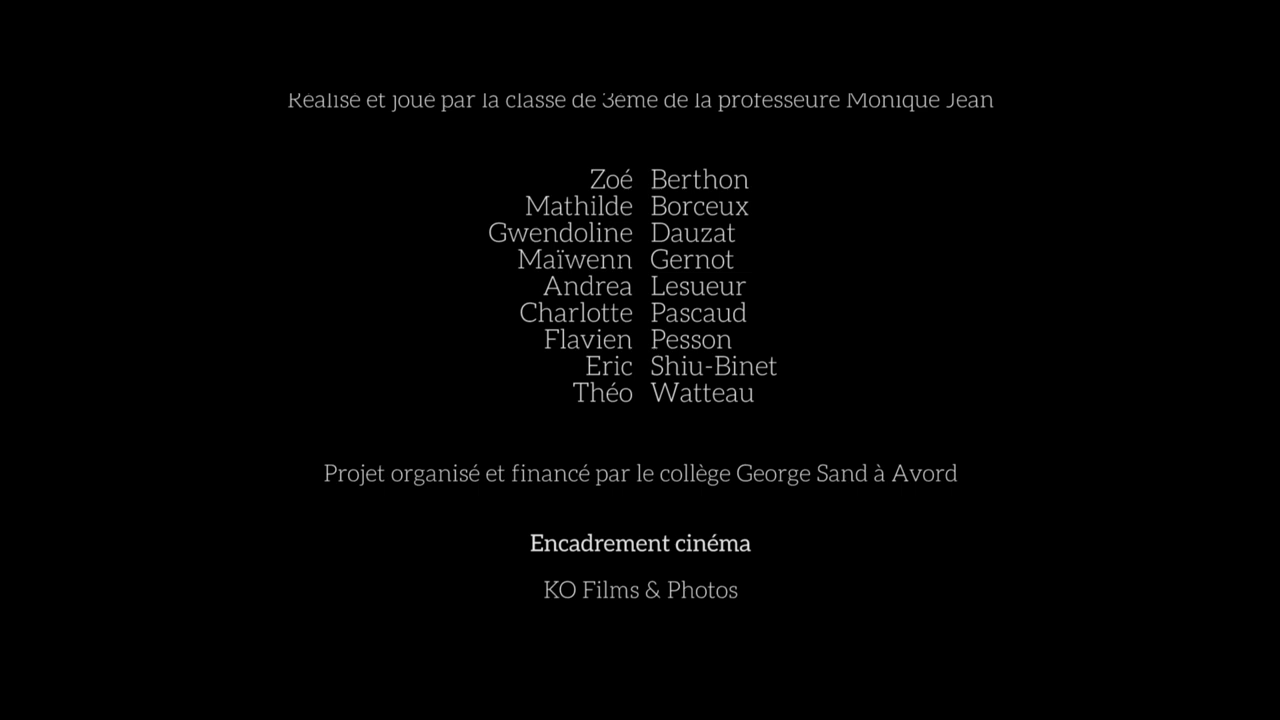 Réalisé et joué par la classe de 3ème de la professeure Monique Jean
Zoé Berthon
Mathilde Borceux
Gwendoline Dauzat
Maïwenn Gernot
Andrea Lesueur
Charlotte Pascaud
Flavien Pesson
Eric Shiu-Binet
Théo Watteau
Projet organisé et financé par le collège George Sand à Avord
Encadrement cinéma
KO Films & Photos